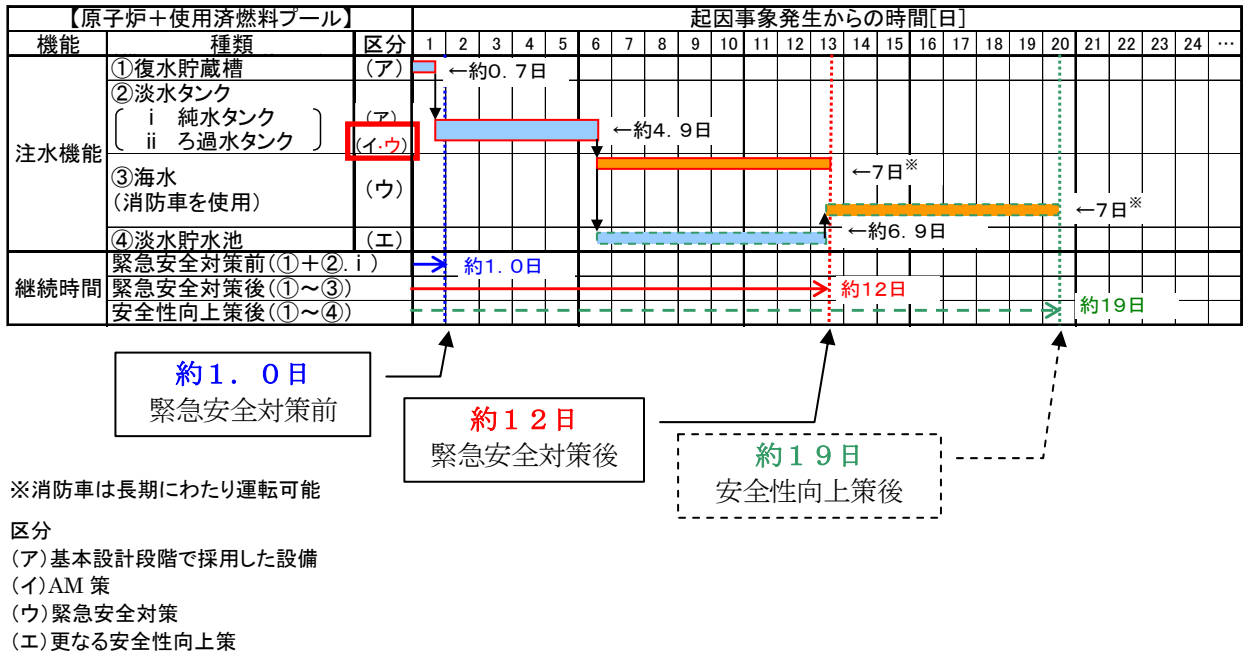 【原子炉+使用済燃料プール】 起因事象発生からの時間[日]
機能 種類 区分 1 2 3 4 5 6 7 8 9 10 11 12 13 14 15 16 17 18 19 20 21 22 23 24 …
注水機能
①復水貯蔵槽 (ア) ←約0.7日
②淡水タンク
ⅰ 純水タンク (ア)
ⅱ ろ過水タンク (イ・ウ) ←約4.9日
③海水
(消防車を使用) (ウ) ←7日※
←7日※
④淡水貯水池 (エ) ←約6.9日
継続時間
緊急安全対策前(①+②.ⅰ) 約1.0日
緊急安全対策後(①~③) 約12日
安全性向上策後(①~④) 約19日
約1.0日
緊急安全対策前
約12日
緊急安全対策後
約19日
安全性向上策後
※消防車は長期にわたり運転可能
区分
(ア)基本設計段階で採用した設備
(イ)AM 策
(ウ)緊急安全対策
(エ)更なる安全性向上策